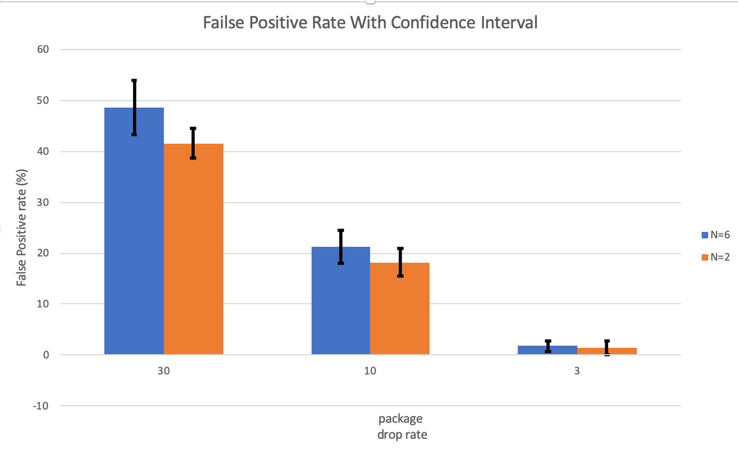 Failse Positive Rate With Confidence Interval
60
50
40
30
20
10
0
-10
False Positive rate (%)
30 10 3
package
drop rate
N=6
N=2